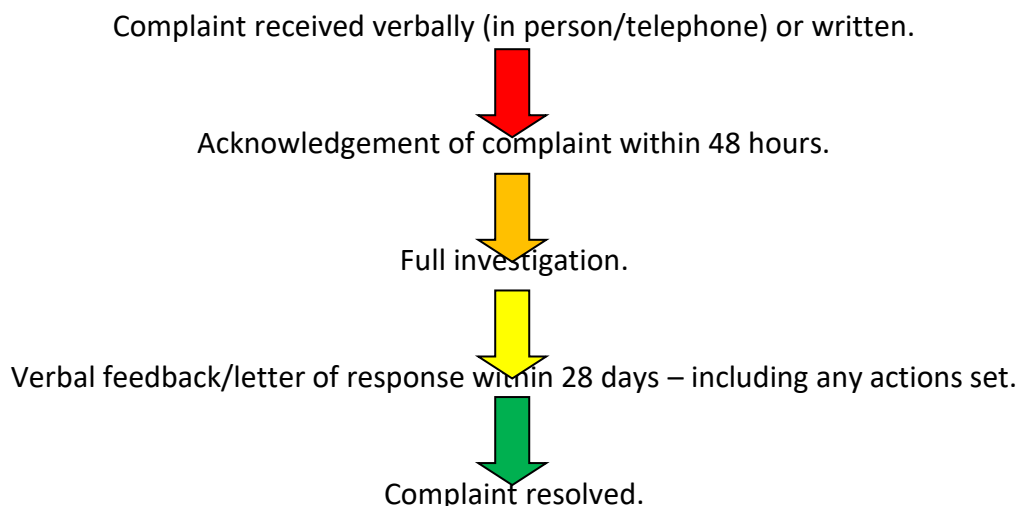 Complaint received verbally (in person/telephone) or written.
Acknowledgement of complaint within 48 hours.
Full investigation.
Verbal feedback/letter of response within 28 days – including any actions set.
Complaint resolved.